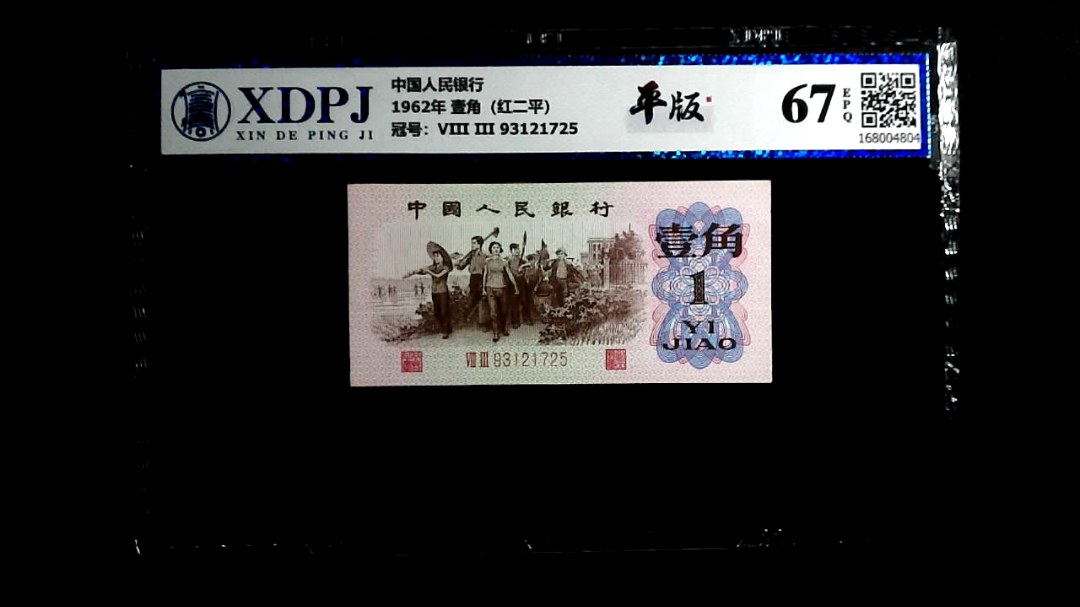 XDPJ
XIN DE PING JI
中国人民银行
1962年 壹角（红二平）
冠号：VIII III 93121725
平版
67
EPQ
168004804
中國人民銀行
壹角
1
YI
JIAO
VIII III 93121725